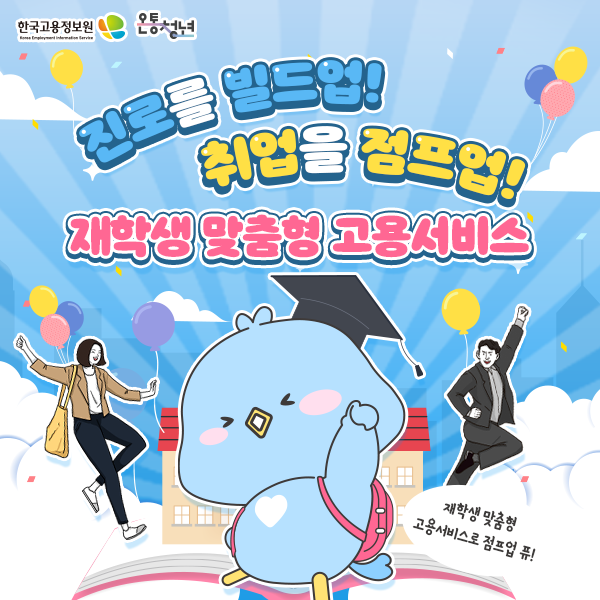 한국고용정보원
Korea Employment Information Service
온통청년
진로를 빌드업!
취업을 점프업!
재학생 맞춤형 고용서비스
재학생 맞춤형
고용서비스로 점프업 퓨!